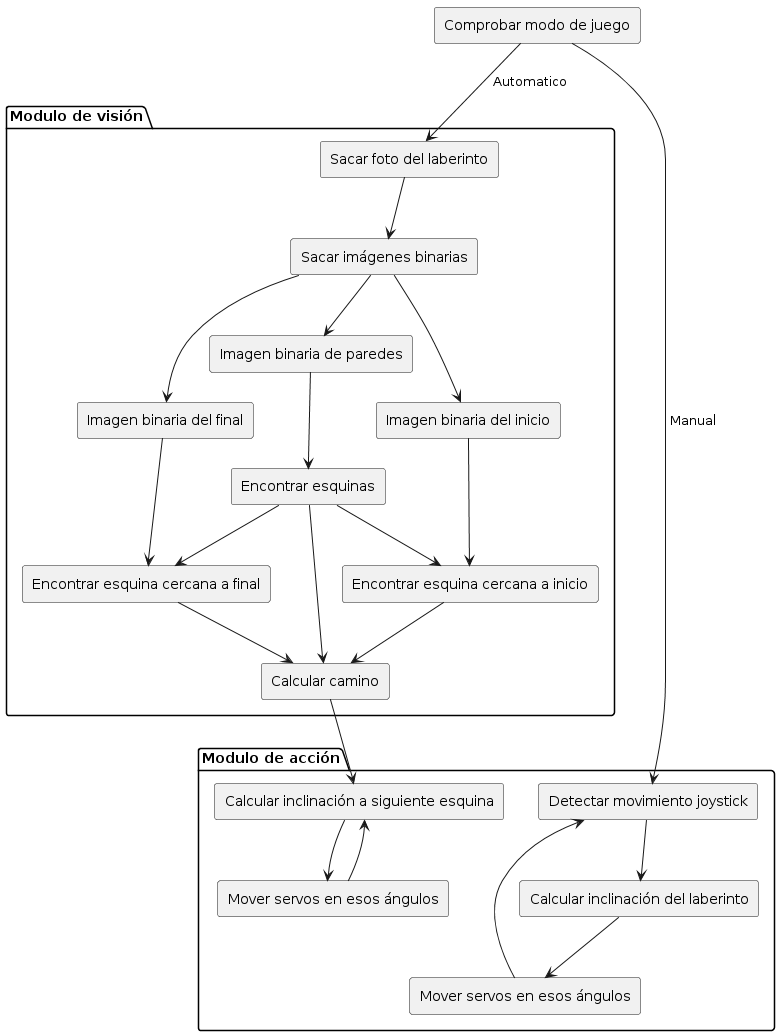 Comprobar modo de juego
Automatico
Modulo de visión
Sacar foto del laberinto
Sacar imágenes binarias
Imagen binaria de paredes
Imagen binaria del final
Imagen binaria del inicio
Manual
Encontrar esquinas
Encontrar esquina cercana a final
Encontrar esquina cercana a inicio
Calcular camino
Modulo de acción
Calcular inclinación a siguiente esquina
Detectar movimiento joystick
Mover servos en esos ángulos
Calcular inclinación del laberinto
Mover servos en esos ángulos